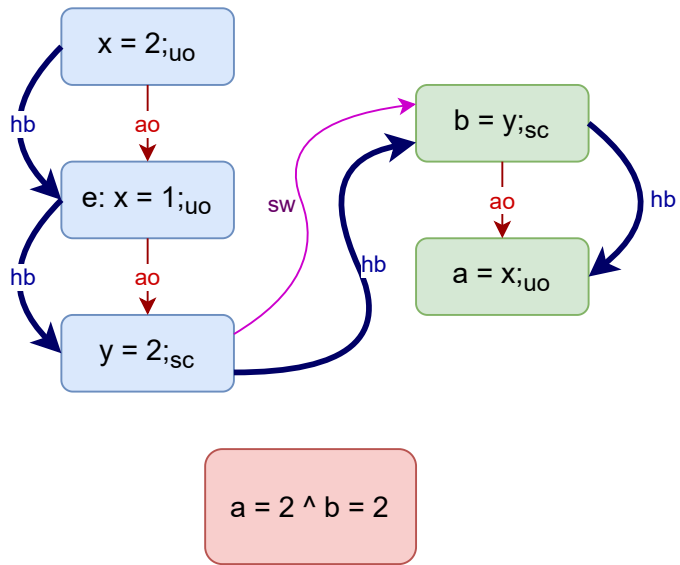 x = 2;uo
hb
ao
e: x = 1;uo
hb
ao
y = 2;sc
sw
hb
b = y;sc
ao
hb
a = x;uo
a = 2 ^ b = 2